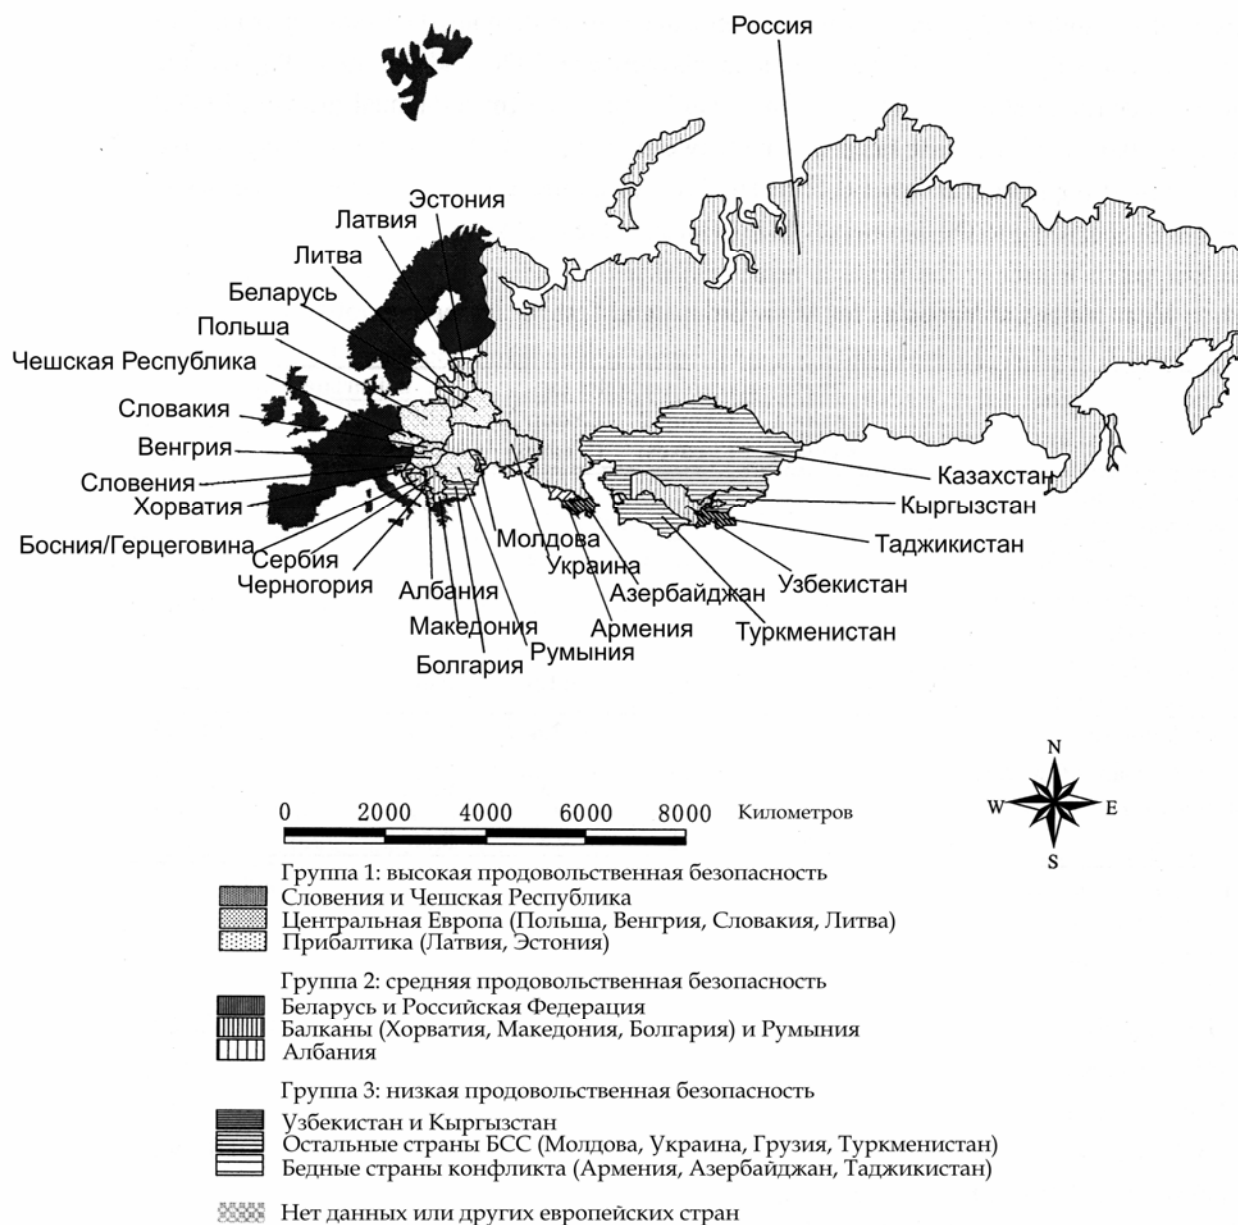 Россия
Эстония
Латвия
Литва
Беларусь
Польша
Чешская Республика
Словакия
Венгрия
Словения
Хорватия
Босния/Герцеговина
Сербия
Черногория
Албания
Македония
Болгария
Румыния
Молдова
Украина
Азербайджан
Армения
Туркменистан
Узбекистан
Таджикистан
Кыргызстан
Казахстан
N
W
E
S
0 2000 4000 6000 8000 Километров
Группа 1: высокая продовольственная безопасность
Словения и Чешская Республика
Центральная Европа (Польша, Венгрия, Словакия, Литва)
Прибалтика (Латвия, Эстония)
Группа 2: средняя продовольственная безопасность
Беларусь и Российская Федерация
Балканы (Хорватия, Македония, Болгария) и Румыния
Албания
Группа 3: низкая продовольственная безопасность
Узбекистан и Кыргызстан
Остальные страны БСС (Молдова, Украина, Грузия, Туркменистан)
Бедные страны конфликта (Армения, Азербайджан, Таджикистан)
Нет данных или других европейских стран